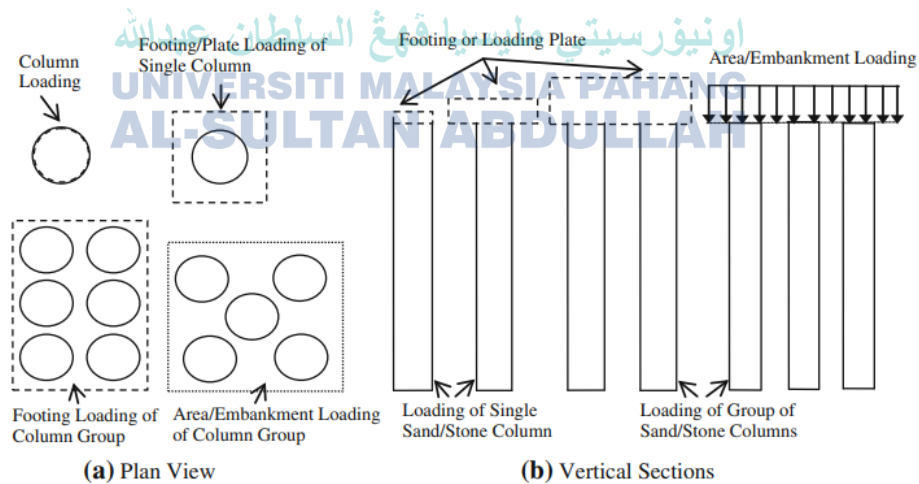 اونيۏرسيتي مليسيا ڤهڠ السلطان عبدالله
UNIVERSITI MALAYSIA PAHANG
AL-SULTAN ABDULLAH
Column
Loading
Footing/Plate Loading of
Single Column
Footing or Loading Plate
Area/Embankment Loading
Footing Loading of
Column Group
Area/Embankment Loading
of Column Group
Loading of Single
Sand/Stone Column
Loading of Group of
Sand/Stone Columns
(a) Plan View
(b) Vertical Sections